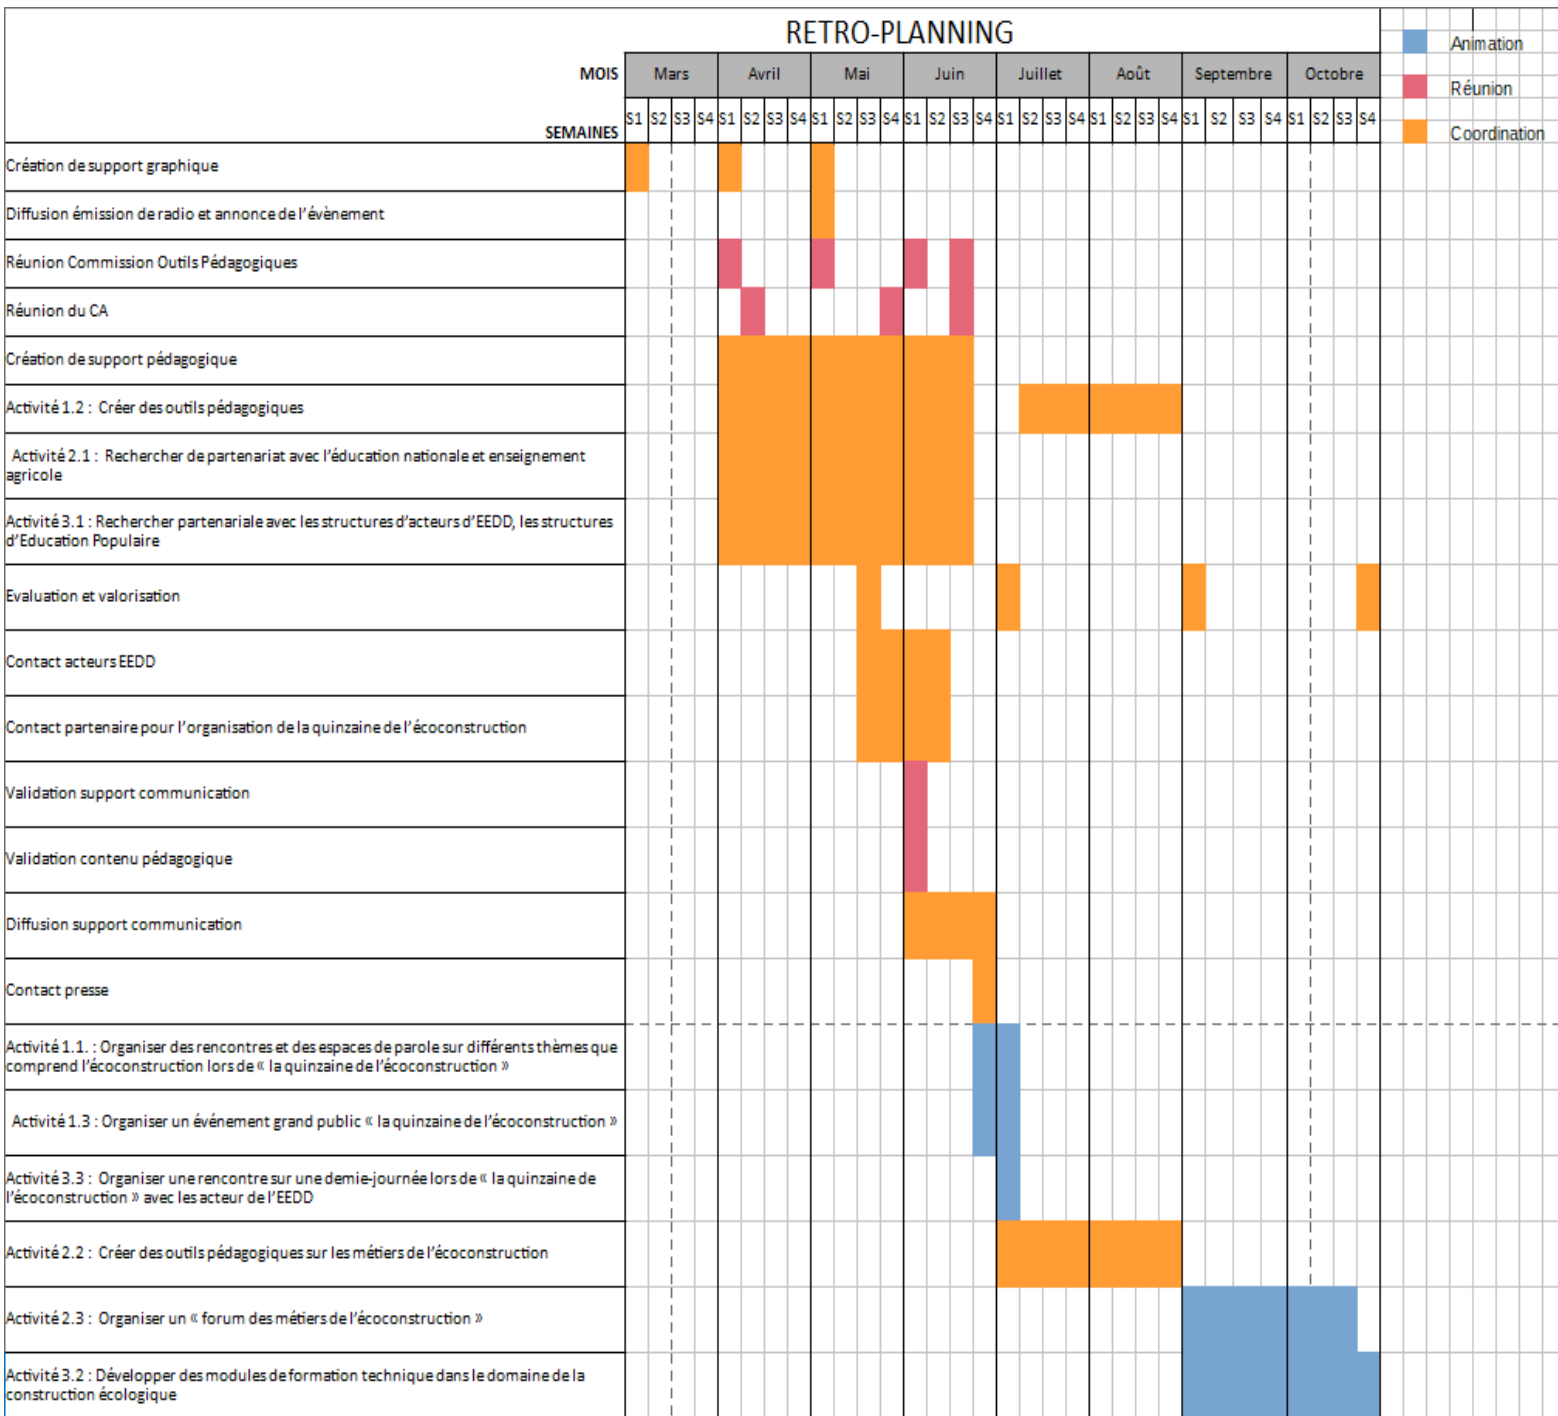 RETRO-PLANNING
Animation
Réunion
Coordination
MOIS Mars Avril Mai Juin Juillet Août Septembre Octobre
SEMAINES S1 S2 S3 S4 S1 S2 S3 S4 S1 S2 S3 S4 S1 S2 S3 S4 S1 S2 S3 S4 S1 S2 S3 S4 S1 S2 S3 S4 S1 S2 S3 S4
Création de support graphique
Diffusion émission de radio et annonce de l’évènement
Réunion Commission Outils Pédagogiques
Réunion du CA
Création de support pédagogique
Activité 1.2 : Créer des outils pédagogiques
Activité 2.1 : Rechercher de partenariat avec l’éducation nationale et enseignement
agricole
Activité 3.1 : Rechercher partenariale avec les structures d’acteurs d’EEDD, les structures
d’Education Populaire
Evaluation et valorisation
Contact acteurs EEDD
Contact partenaire pour l’organisation de la quinzaine de l’écoconstruction
Validation support communication
Validation contenu pédagogique
Diffusion support communication
Contact presse
Activité 1.1. : Organiser des rencontres et des espaces de parole sur différents thèmes que
comprend l’écoconstruction lors de « la quinzaine de l’écoconstruction »
Activité 1.3 : Organiser un événement grand public « la quinzaine de l’écoconstruction »
Activité 3.3 : Organiser une rencontre sur une demie-journée lors de « la quinzaine de
l’écoconstruction » avec les acteur de l’EEDD
Activité 2.2 : Créer des outils pédagogiques sur les métiers de l’écoconstruction
Activité 2.3 : Organiser un « forum des métiers de l’écoconstruction »
Activité 3.2 : Développer des modules de formation technique dans le domaine de la
construction écologique